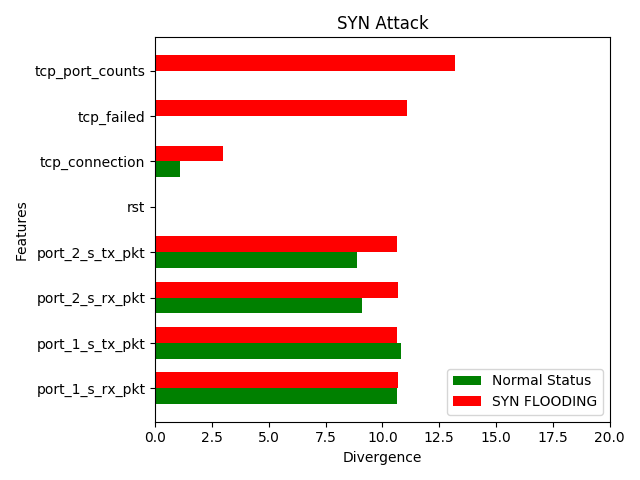 SYN Attack
tcp_port_counts
tcp_failed
tcp_connection
rst
port_2_s_tx_pkt
port_2_s_rx_pkt
port_1_s_tx_pkt
port_1_s_rx_pkt
Features
Normal Status
SYN FLOODING
0.0 2.5 5.0 7.5 10.0 12.5 15.0 17.5 20.0
Divergence